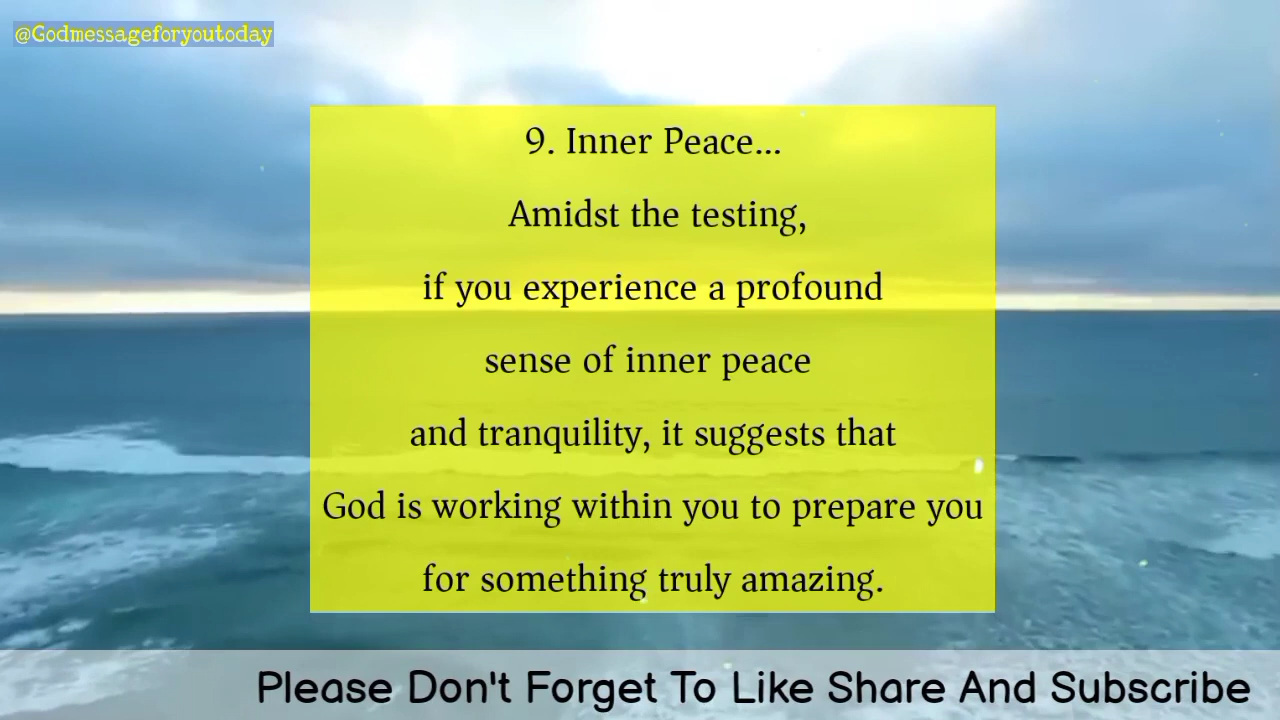 @Godmessageforyoutoday
9. Inner Peace...
Amidst the testing,
if you experience a profound
sense of inner peace
and tranquility, it suggests that
God is working within you to prepare you
for something truly amazing.
Please Don't Forget To Like Share And Subscribe